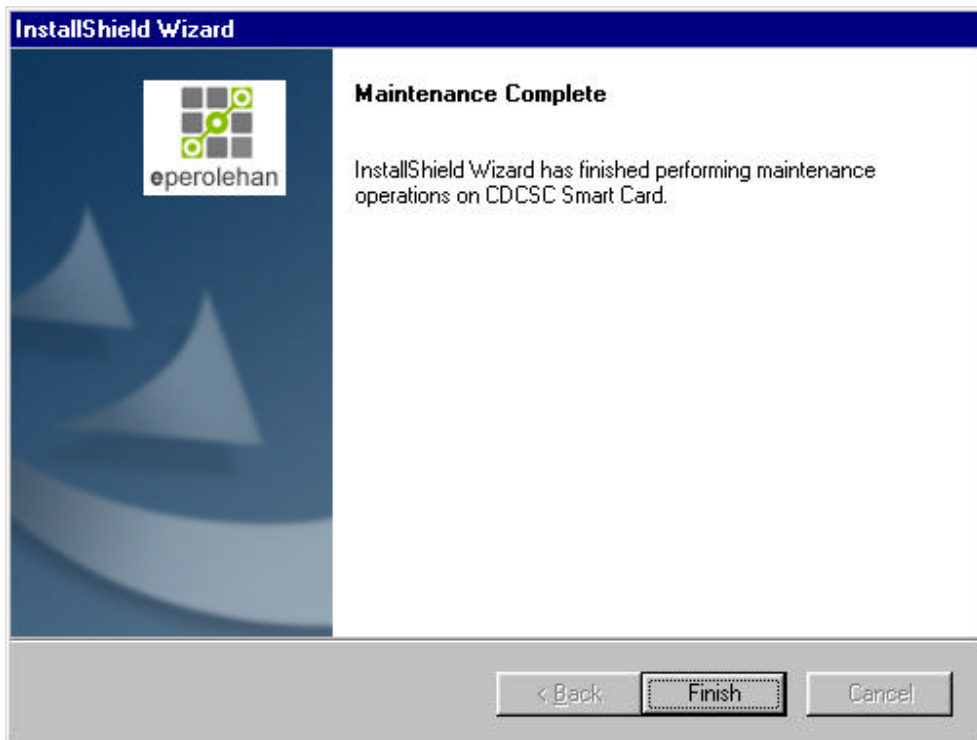 InstallShield Wizard
eperolehan
Maintenance Complete
InstallShield Wizard has finished performing maintenance
operations on CDCSC Smart Card.
< Back
Finish
Cancel